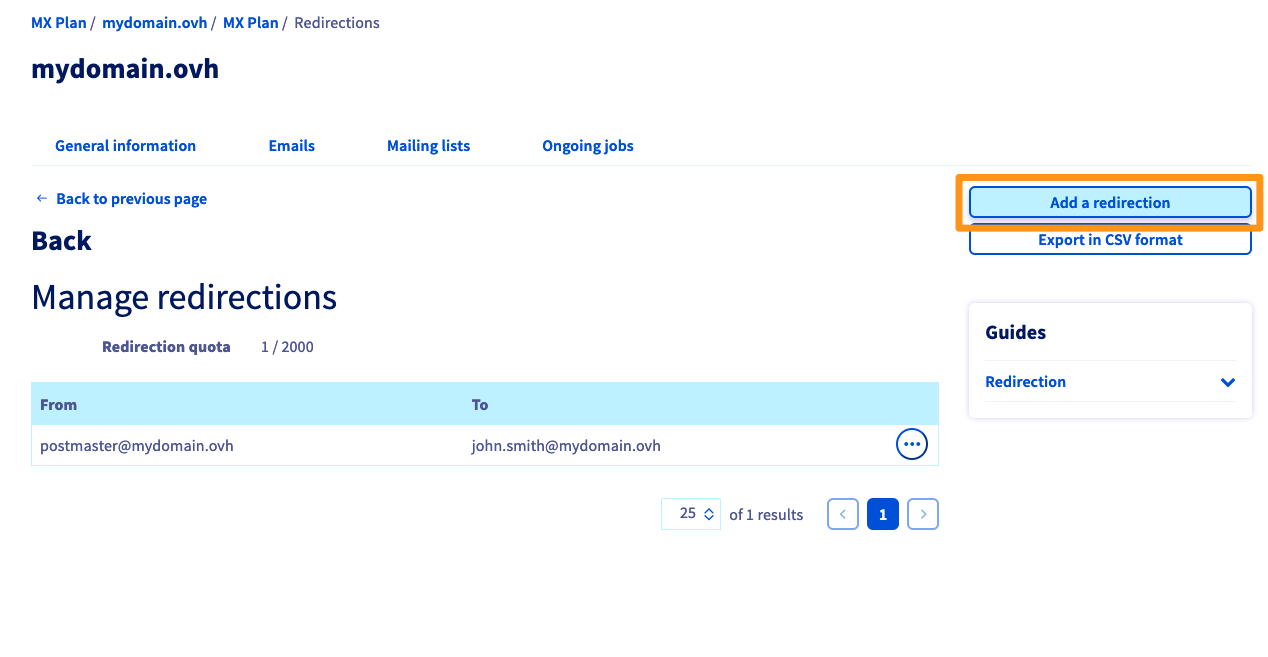 MX Plan / mydomain.ovh / MX Plan / Redirections
mydomain.ovh
General information Emails Mailing lists Ongoing jobs
Back to previous page
Back
Manage redirections
Redirection quota 1 / 2000
From To
postmaster@mydomain.ovh john.smith@mydomain.ovh
25 of 1 results 1
Add a redirection
Export in CSV format
Guides
Redirection